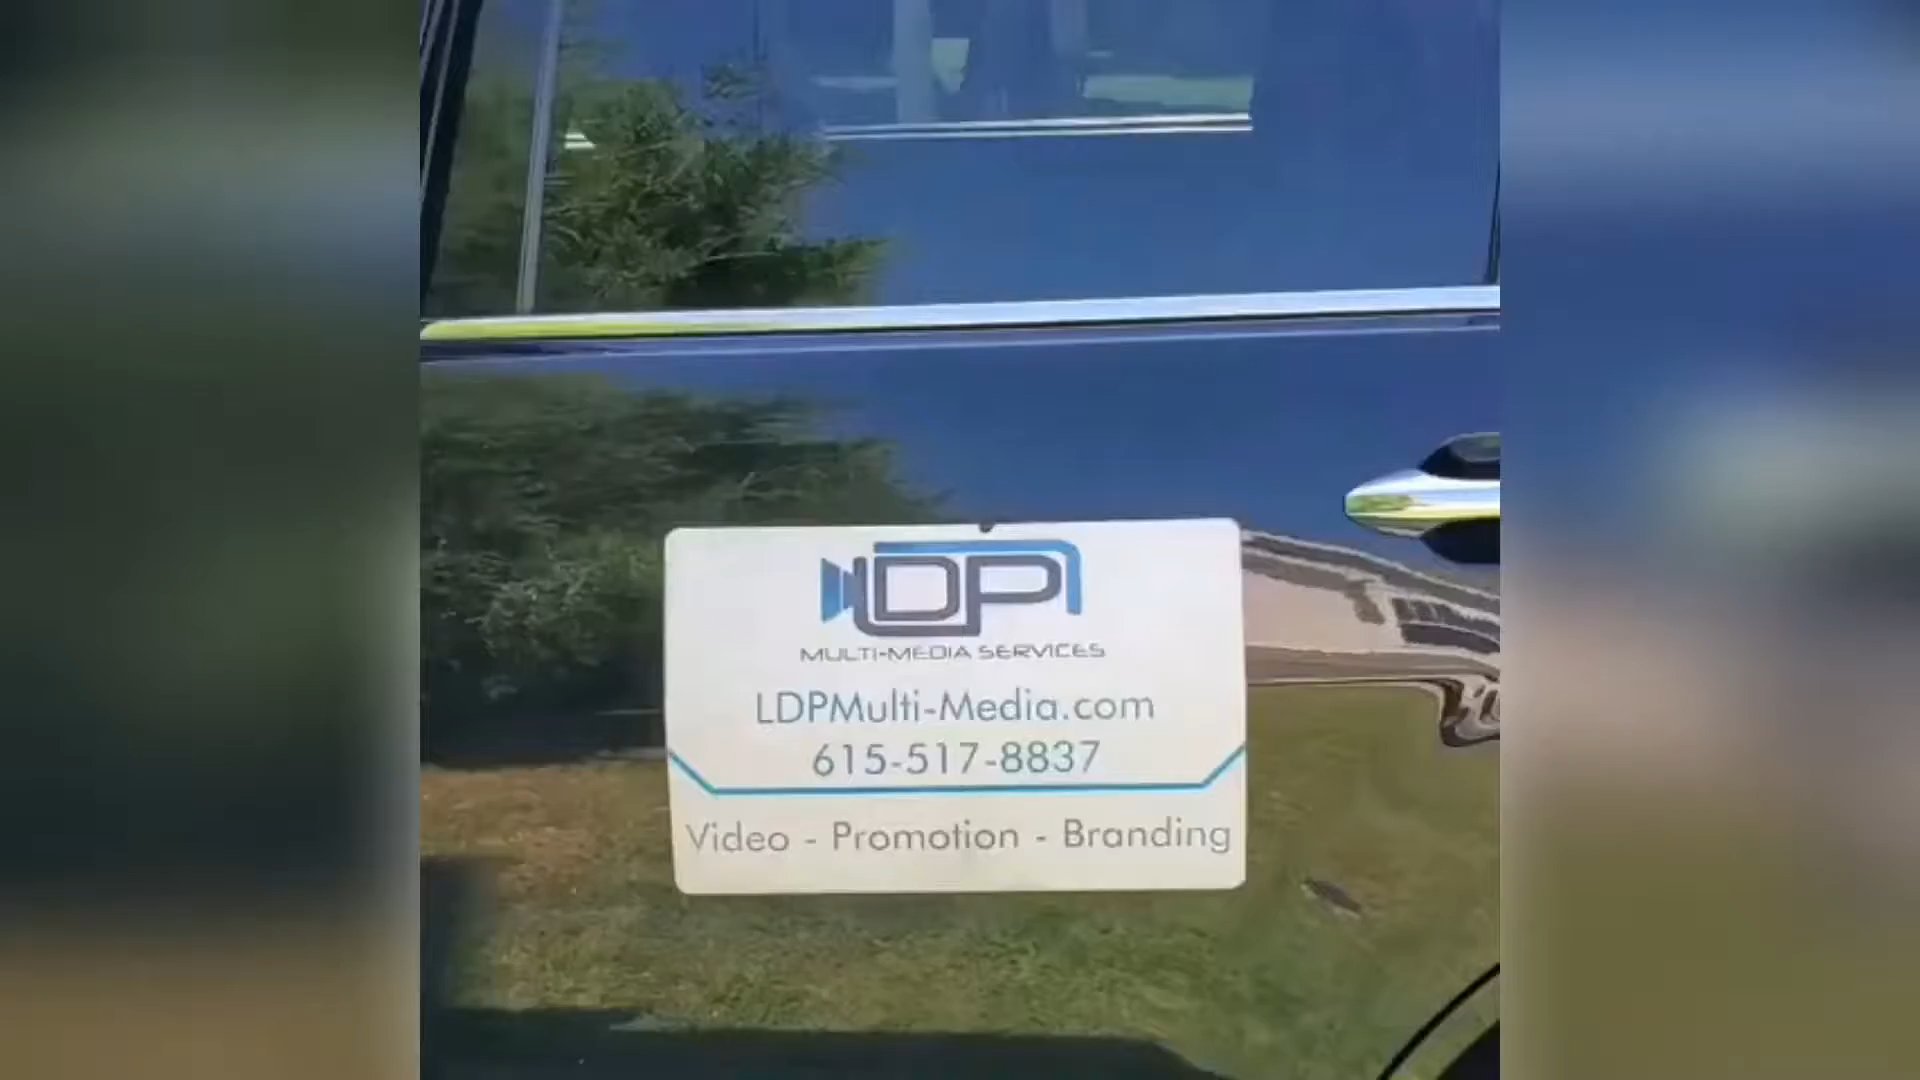 LDP
MULTI-MEDIA SERVICES
LDPMulti-Media.com
615-517-8837
Video - Promotion - Branding